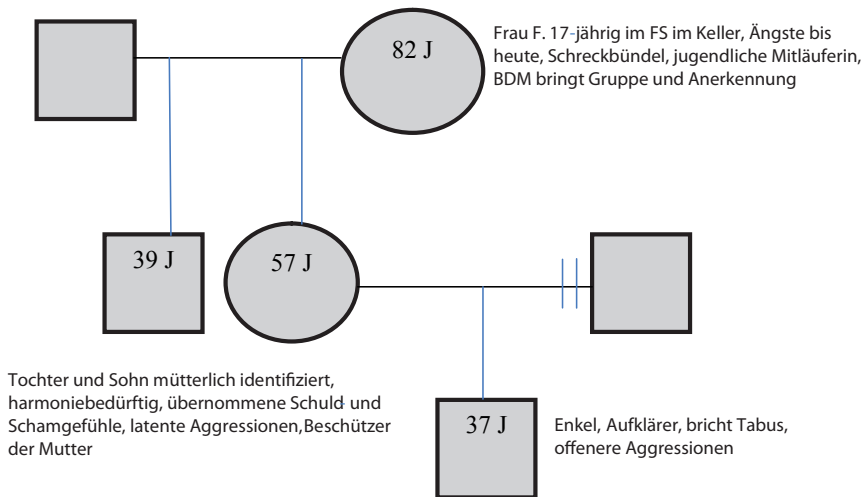 82 J
Frau F. 17-jährig im FS im Keller, Ängste bis
heute, Schreckbündel, jugendliche Mitläuferin,
BDM bringt Gruppe und Anerkennung
39 J
57 J
Tochter und Sohn mütterlich identifiziert,
harmoniebedürftig, übernommene Schuld- und
Schamgefühle, latente Aggressionen,Beschützer
der Mutter
37 J
Enkel, Aufklärer, bricht Tabus,
offenere Aggressionen